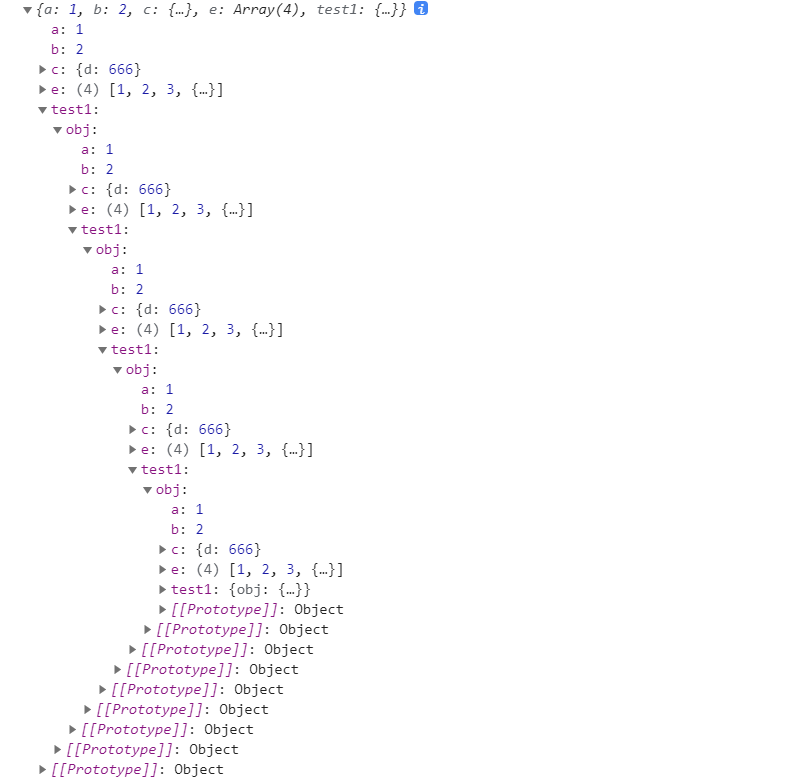 {a: 1, b: 2, c: {…}, e: Array(4), test1: {…}} i
a: 1
b: 2
c: {d: 666}
e: (4) [1, 2, 3, {…}]
test1:
obj:
a: 1
b: 2
c: {d: 666}
e: (4) [1, 2, 3, {…}]
test1:
obj:
a: 1
b: 2
c: {d: 666}
e: (4) [1, 2, 3, {…}]
test1:
obj:
a: 1
b: 2
c: {d: 666}
e: (4) [1, 2, 3, {…}]
test1:
obj:
a: 1
b: 2
c: {d: 666}
e: (4) [1, 2, 3, {…}]
test1: {obj: {…}}
[[Prototype]]: Object
[[Prototype]]: Object
[[Prototype]]: Object
[[Prototype]]: Object
[[Prototype]]: Object
[[Prototype]]: Object
[[Prototype]]: Object
[[Prototype]]: Object
[[Prototype]]: Object